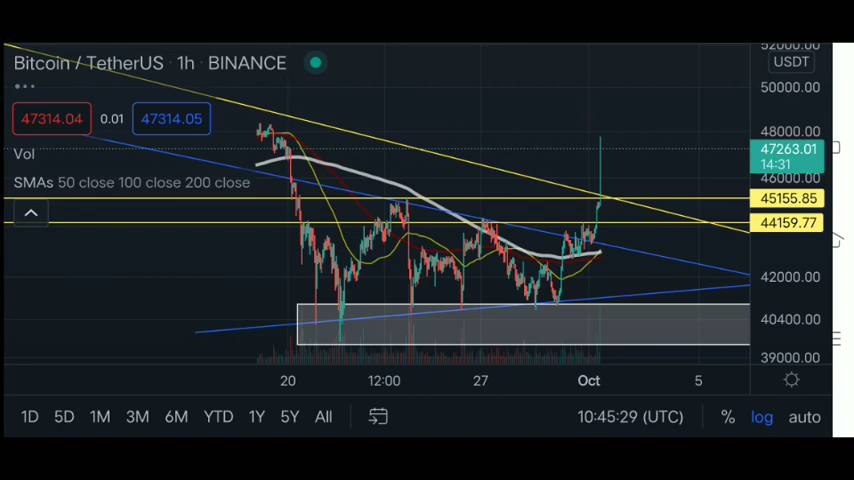 52000.00
Bitcoin / TetherUS · 1h · BINANCE
USDT
50000.00
47314.04 0.01 47314.05
48000.00
47263.01
14:31
Vol
46000.00
SMAs 50 close 100 close 200 close
45155.85
44159.77
42000.00
40400.00
39000.00
20 12:00 27 Oct 5
1D 5D 1M 3M 6M YTD 1Y 5Y All 10:45:29 (UTC) % log auto